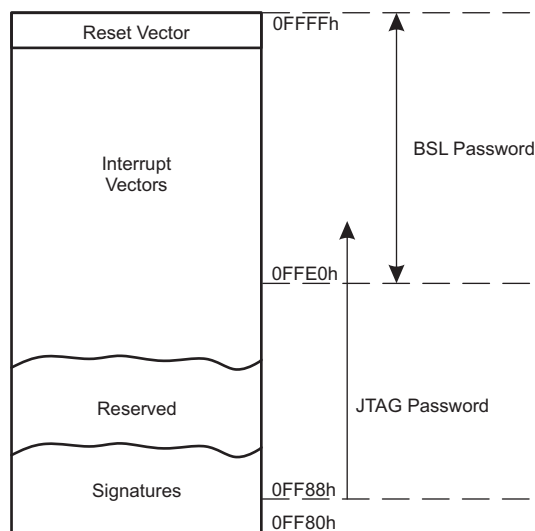 Reset Vector
0FFFFh
Interrupt
Vectors
BSL Password
0FFE0h
Reserved
JTAG Password
Signatures
0FF88h
0FF80h